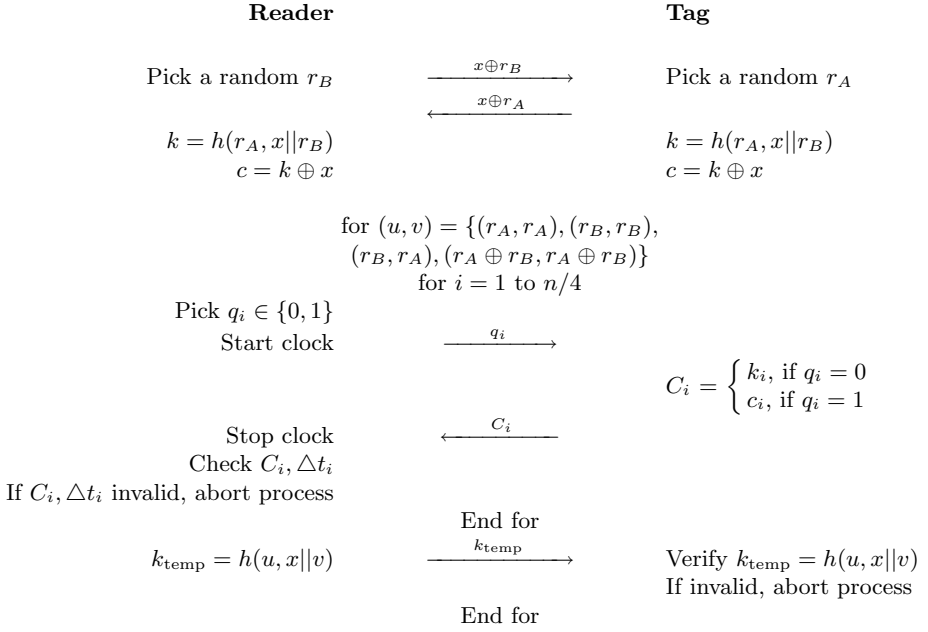 Reader Tag
x⊕r_B
Pick a random r_B Pick a random r_A
x⊕r_A
k = h(r_A, x||r_B) k = h(r_A, x||r_B)
c = k ⊕ x c = k ⊕ x
for (u, v) = {(r_A, r_A), (r_B, r_B),
(r_B, r_A), (r_A ⊕ r_B, r_A ⊕ r_B)}
for i = 1 to n/4
Pick q_i ∈ {0, 1}
Start clock q_i
C_i = { k_i, if q_i = 0
c_i, if q_i = 1
Stop clock C_i
Check C_i, △t_i
If C_i, △t_i invalid, abort process
End for
k_temp = h(u, x||v) k_temp Verify k_temp = h(u, x||v)
If invalid, abort process
End for